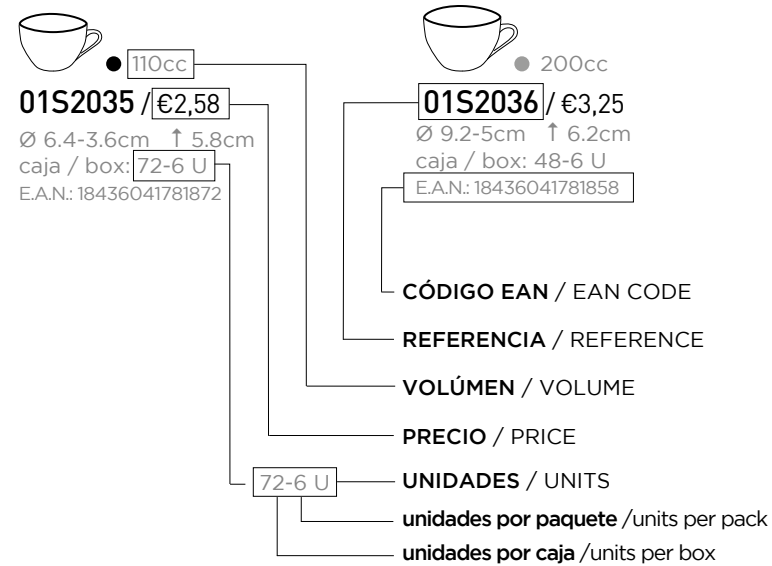 110cc
01S2035 / €2,58
Ø 6.4-3.6cm ↑ 5.8cm
caja / box: 72-6 U
E.A.N.: 18436041781872
200cc
01S2036 / €3,25
Ø 9.2-5cm ↑ 6.2cm
caja / box: 48-6 U
E.A.N.: 18436041781858
CÓDIGO EAN / EAN CODE
REFERENCIA / REFERENCE
VOLÚMEN / VOLUME
PRECIO / PRICE
72-6 U UNIDADES / UNITS
unidades por paquete /units per pack
unidades por caja /units per box